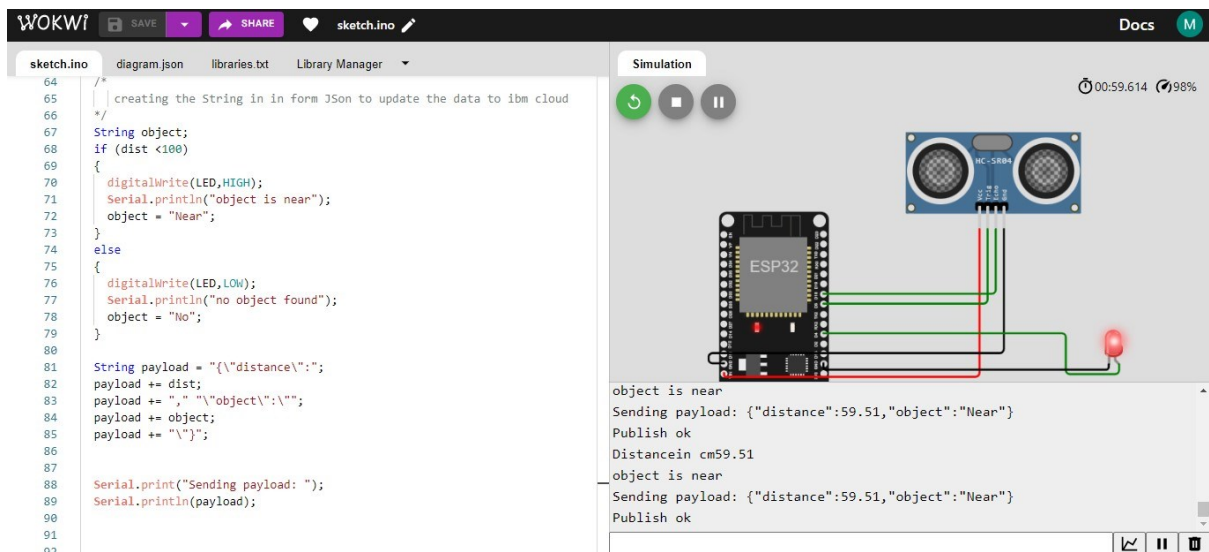 WOKWi SAVE SHARE sketch.ino Docs M
sketch.ino diagram.json libraries.txt Library Manager
64 /*
65 creating the String in in form JSon to update the data to ibm cloud
66 */
67 String object;
68 if (dist <100)
69 {
70 digitalWrite(LED,HIGH);
71 Serial.println("object is near");
72 object = "Near";
73 }
74 else
75 {
76 digitalWrite(LED,LOW);
77 Serial.println("no object found");
78 object = "No";
79 }
80
81 String payload = "{\"distance\":";
82 payload += dist;
83 payload += "," "\"object\":\"";
84 payload += object;
85 payload += "\"}";
86
87
88 Serial.print("Sending payload: ");
89 Serial.println(payload);
90
91
92
Simulation
00:59.614 98%
HC-SR04
Vcc
Trig
Echo
Gnd
ESP32
object is near
Sending payload: {"distance":59.51,"object":"Near"}
Publish ok
Distancein cm59.51
object is near
Sending payload: {"distance":59.51,"object":"Near"}
Publish ok